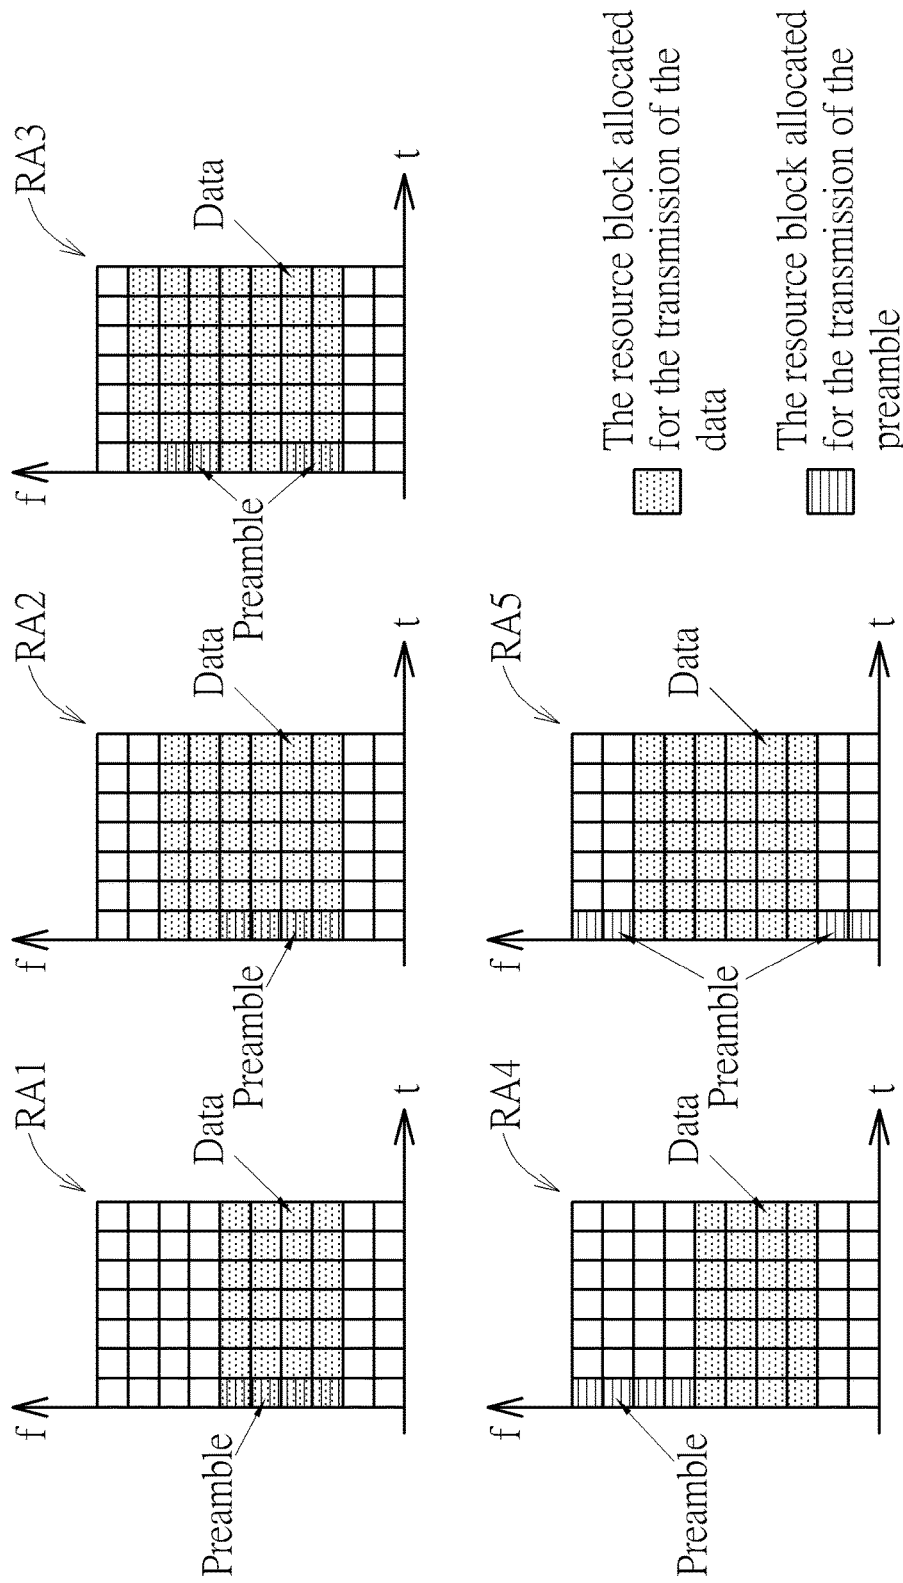 RA1
f
Preamble
Data
t
RA2
f
Preamble
Data
t
RA3
f
Preamble
Data
t
RA4
f
Preamble
Data
t
RA5
f
Preamble
Data
t
The resource block allocated
for the transmission of the
data
The resource block allocated
for the transmission of the
preamble